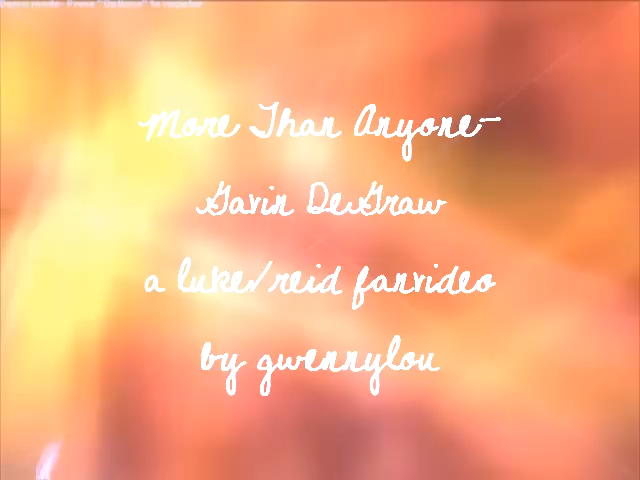 More Than Anyone-
Gavin DeGraw
a luke/reid fanvideo
by gwennylou